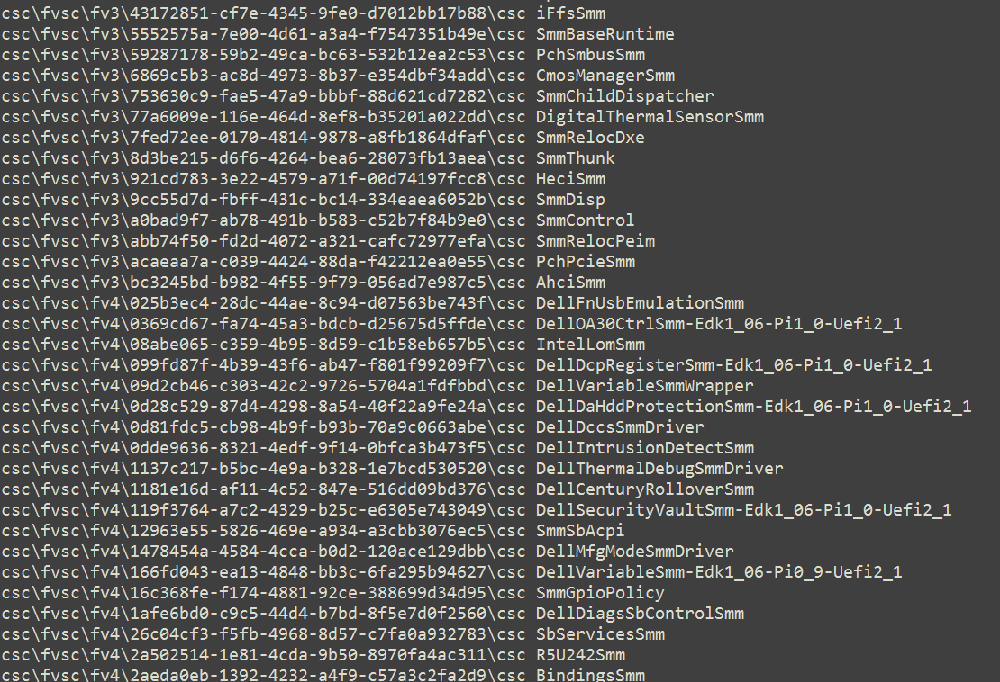 csc\fvsc\fv3\43172851-cf7e-4345-9fe0-d7012bb17b88\csc iFfsSmm
csc\fvsc\fv3\5552575a-7e00-4d61-a3a4-f7547351b49e\csc SmmBaseRuntime
csc\fvsc\fv3\59287178-59b2-49ca-bc63-532b12ea2c53\csc PchSmbusSmm
csc\fvsc\fv3\6869c5b3-ac8d-4973-8b37-e354dbf34add\csc CmosManagerSmm
csc\fvsc\fv3\753630c9-fae5-47a9-bbbf-88d621cd7282\csc SmmChildDispatcher
csc\fvsc\fv3\77a6009e-116e-464d-8ef8-b35201a022dd\csc DigitalThermalSensorSmm
csc\fvsc\fv3\7fed72ee-0170-4814-9878-a8fb1864dfaf\csc SmmRelocDxe
csc\fvsc\fv3\8d3be215-d6f6-4264-bea6-28073fb13aea\csc SmmThunk
csc\fvsc\fv3\921cd783-3e22-4579-a71f-00d74197fcc8\csc HeciSmm
csc\fvsc\fv3\9cc55d7d-fbff-431c-bc14-334eaea6052b\csc SmmDisp
csc\fvsc\fv3\a0bad9f7-ab78-491b-b583-c52b7f84b9e0\csc SmmControl
csc\fvsc\fv3\abb74f50-fd2d-4072-a321-cafc72977efa\csc SmmRelocPeim
csc\fvsc\fv3\acaeaa7a-c039-4424-88da-f42212ea0e55\csc PchPcieSmm
csc\fvsc\fv3\bc3245bd-b982-4f55-9f79-056ad7e987c5\csc AhciSmm
csc\fvsc\fv4\025b3ec4-28dc-44ae-8c94-d07563be743f\csc DellFnUsbEmulationSmm
csc\fvsc\fv4\0369cd67-fa74-45a3-bdcb-d25675d5ffde\csc DellOA30CtrlSmm-Edk1_06-Pi1_0-Uefi2_1
csc\fvsc\fv4\08abe065-c359-4b95-8d59-c1b58eb657b5\csc IntelLomSmm
csc\fvsc\fv4\099fd87f-4b39-43f6-ab47-f801f99209f7\csc DellDcpRegisterSmm-Edk1_06-Pi1_0-Uefi2_1
csc\fvsc\fv4\09d2cb46-c303-42c2-9726-5704a1fdfbbd\csc DellVariableSmmWrapper
csc\fvsc\fv4\0d28c529-87d4-4298-8a54-40f22a9fe24a\csc DellDaHddProtectionSmm-Edk1_06-Pi1_0-Uefi2_1
csc\fvsc\fv4\0d81fdc5-cb98-4b9f-b93b-70a9c0663abe\csc DellDccsSmmDriver
csc\fvsc\fv4\0dde9636-8321-4edf-9f14-0bfca3b473f5\csc DellIntrusionDetectSmm
csc\fvsc\fv4\1137c217-b5bc-4e9a-b328-1e7bcd530520\csc DellThermalDebugSmmDriver
csc\fvsc\fv4\1181e16d-af11-4c52-847e-516dd09bd376\csc DellCenturyRolloverSmm
csc\fvsc\fv4\119f3764-a7c2-4329-b25c-e6305e743049\csc DellSecurityVaultSmm-Edk1_06-Pi1_0-Uefi2_1
csc\fvsc\fv4\12963e55-5826-469e-a934-a3cbb3076ec5\csc SmmSbAcpi
csc\fvsc\fv4\1478454a-4584-4cca-b0d2-120ace129dbb\csc DellMfgModeSmmDriver
csc\fvsc\fv4\166fd043-ea13-4848-bb3c-6fa295b94627\csc DellVariableSmm-Edk1_06-Pi0_9-Uefi2_1
csc\fvsc\fv4\16c368fe-f174-4881-92ce-388699d34d95\csc SmmGpioPolicy
csc\fvsc\fv4\1afe6bd0-c9c5-44d4-b7bd-8f5e7d0f2560\csc DellDiagsSbControlSmm
csc\fvsc\fv4\26c04cf3-f5fb-4968-8d57-c7fa0a932783\csc SbServicesSmm
csc\fvsc\fv4\2a502514-1e81-4cda-9b50-8970fa4ac311\csc R5U242Smm
csc\fvsc\fv4\2aeda0eb-1392-4232-a4f9-c57a3c2fa2d9\csc BindingsSmm